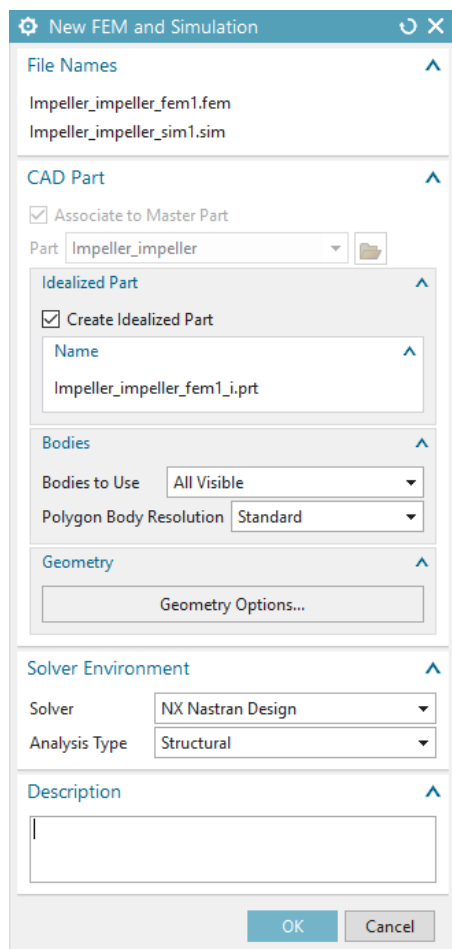 New FEM and Simulation
File Names
Impeller_impeller_fem1.fem
Impeller_impeller_sim1.sim
CAD Part
Associate to Master Part
Part Impeller_impeller
Idealized Part
Create Idealized Part
Name
Impeller_impeller_fem1_i.prt
Bodies
Bodies to Use All Visible
Polygon Body Resolution Standard
Geometry
Geometry Options...
Solver Environment
Solver NX Nastran Design
Analysis Type Structural
Description
OK Cancel